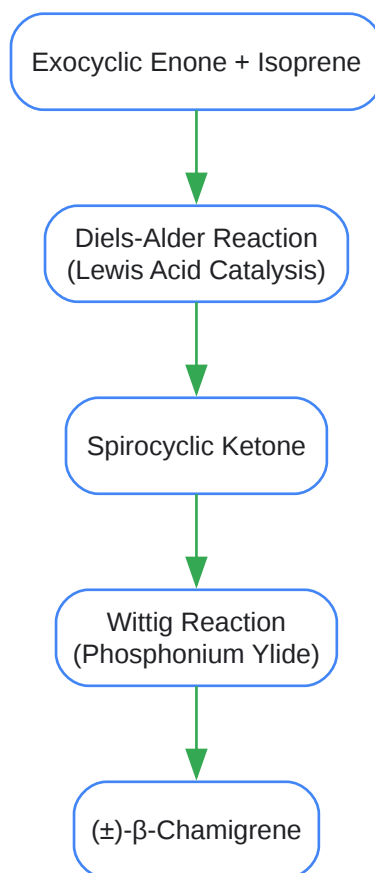 Exocyclic Enone + Isoprene
Diels-Alder Reaction
(Lewis Acid Catalysis)
Spirocyclic Ketone
Wittig Reaction
(Phosphonium Ylide)
(±)-β-Chamigrene